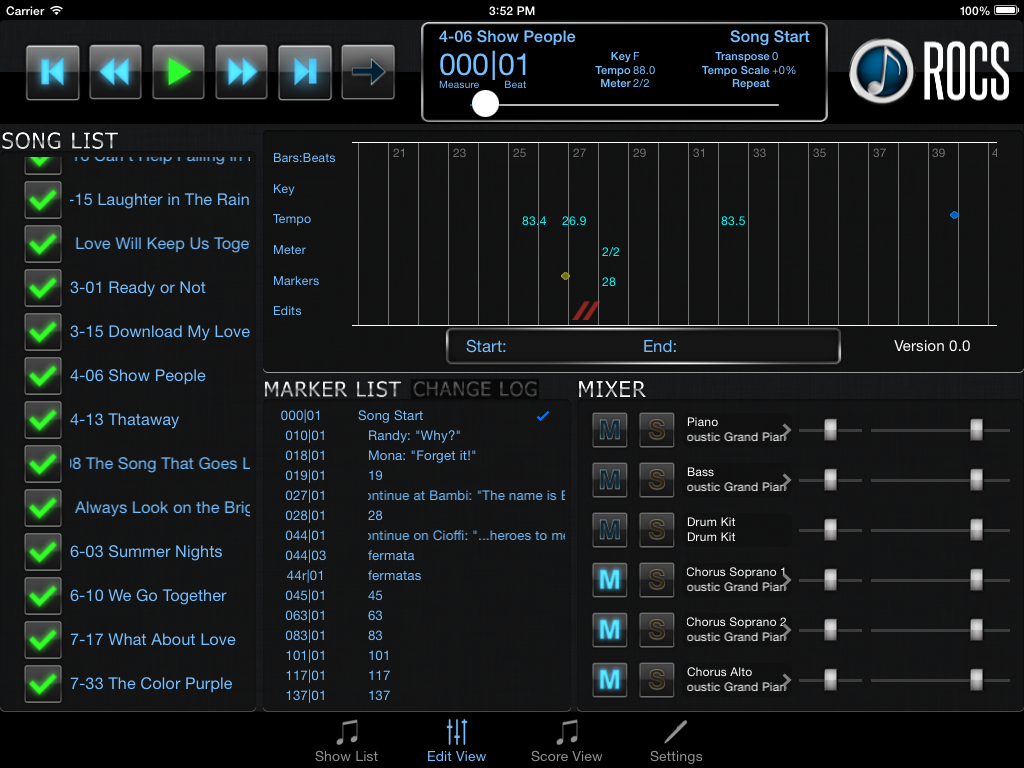 Carrier 3:52 PM 100%
4-06 Show People Song Start
000|01
Measure Beat
Key F
Tempo 88.0
Meter 2/2
Transpose 0
Tempo Scale +0%
Repeat
ROCS
SONG LIST
-15 Laughter in The Rain
Love Will Keep Us Toge
3-01 Ready or Not
3-15 Download My Love
4-06 Show People
4-13 Thataway
08 The Song That Goes L
Always Look on the Brig
6-03 Summer Nights
6-10 We Go Together
7-17 What About Love
7-33 The Color Purple
Bars:Beats 21 23 25 27 29 31 33 35 37 39 4
Key
Tempo 83.4 26.9 83.5
Meter 2/2
Markers 28
Edits
Start: End:
Version 0.0
MARKER LIST CHANGE LOG
000|01 Song Start
010|01 Randy: "Why?"
018|01 Mona: "Forget it!"
019|01 19
027|01 ontinue at Bambi: "The name is B
028|01 28
044|01 ontinue on Cioffi: "...heroes to me
044|03 fermata
44r|01 fermatas
045|01 45
063|01 63
083|01 83
101|01 101
117|01 117
137|01 137
MIXER
M S Piano
oustic Grand Pian
M S Bass
oustic Grand Pian
M S Drum Kit
Drum Kit
M S Chorus Soprano 1
oustic Grand Pian
M S Chorus Soprano 2
oustic Grand Pian
M S Chorus Alto
oustic Grand Pian
Show List Edit View Score View Settings